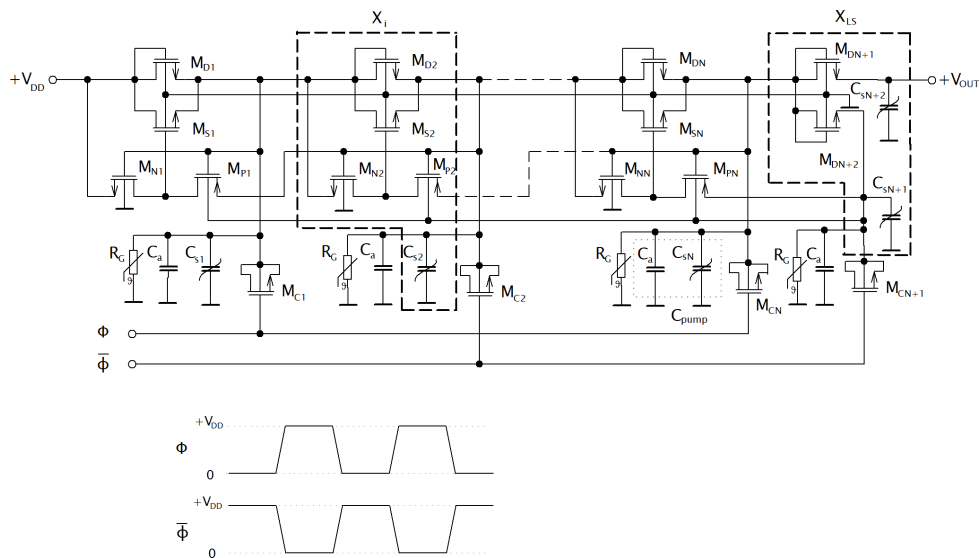 Xi XLS
MD1 MD2 MDN MDN+1
+VDD +VOUT
CsN+2
MS1 MS2 MSN
MDN+2
MN1 MP1 MN2 MP2 MNN MPN
CsN+1
RG Ca Cs1 RG Ca Cs2 RG Ca CsN RG Ca
ϑ ϑ ϑ ϑ
MC1 MC2 MCN MCN+1
Cpump
Φ
Φ̅
+VDD
Φ
0
+VDD
Φ̅
0